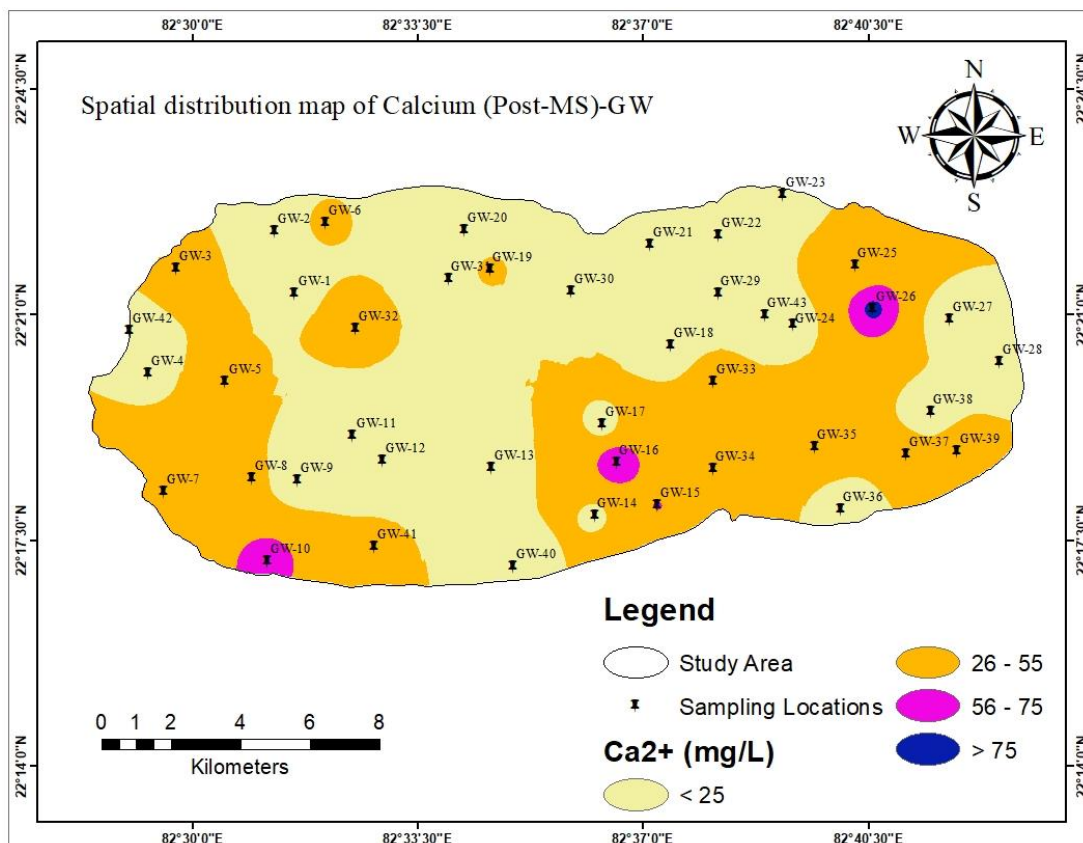 82°30'0"E 82°33'30"E 82°37'0"E 82°40'30"E
22°24'30"N
22°21'0"N
22°17'30"N
22°14'0"N
Spatial distribution map of Calcium (Post-MS)-GW
N
W E
S
GW-23
GW-6
GW-2 GW-20 GW-22
GW-21
GW-3 GW-19 GW-25
GW-1 GW-31 GW-30 GW-29
GW-26
GW-43 GW-27
GW-42 GW-32 GW-24
GW-18
GW-4 GW-28
GW-5 GW-33
GW-38
GW-11 GW-17
GW-12 GW-35
GW-37 GW-39
GW-8 GW-9 GW-13 GW-16 GW-34
GW-7
GW-14 GW-15 GW-36
GW-10 GW-41
GW-40
Legend
Study Area
Sampling Locations
Ca2+ (mg/L)
< 25
26 - 55
56 - 75
> 75
0 1 2 4 6 8
Kilometers
82°30'0"E 82°33'30"E 82°37'0"E 82°40'30"E